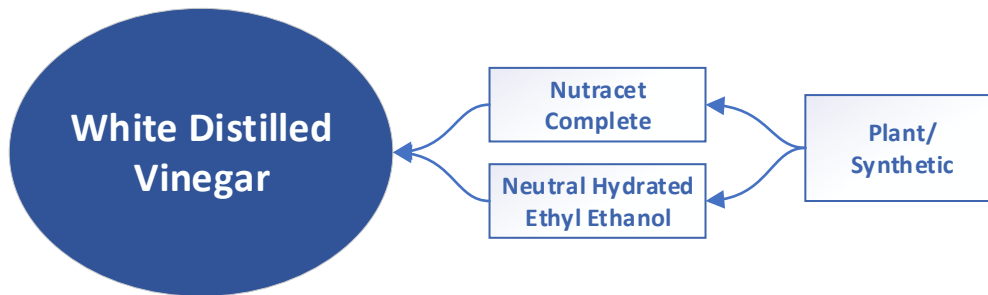 White Distilled
Vinegar
Nutracet
Complete
Neutral Hydrated
Ethyl Ethanol
Plant/
Synthetic